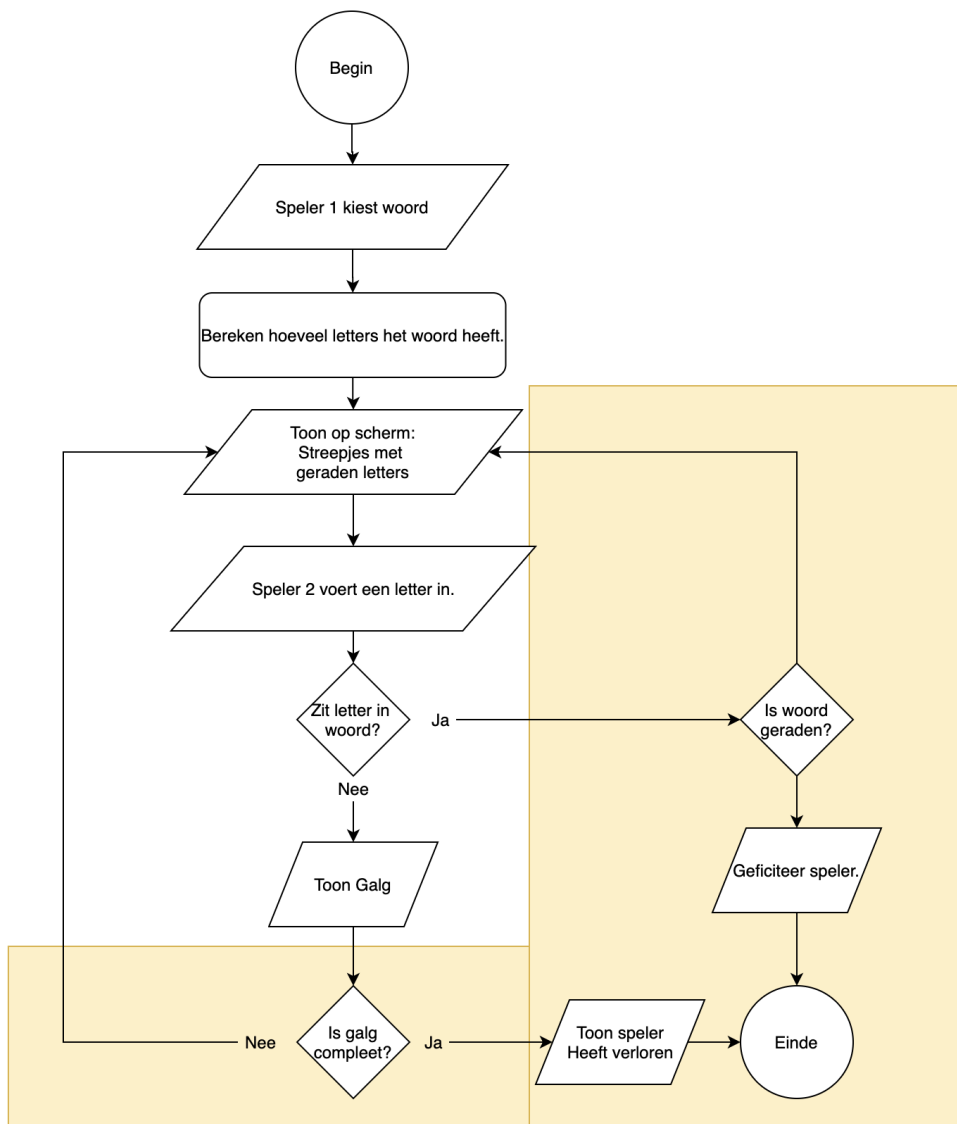 Begin
Speler 1 kiest woord
Bereken hoeveel letters het woord heeft.
Toon op scherm:
Streepjes met
geraden letters
Speler 2 voert een letter in.
Zit letter in
woord?
Ja
Is woord
geraden?
Nee
Toon Galg
Geficiteer speler.
Nee
Is galg
compleet?
Ja
Toon speler
Heeft verloren
Einde